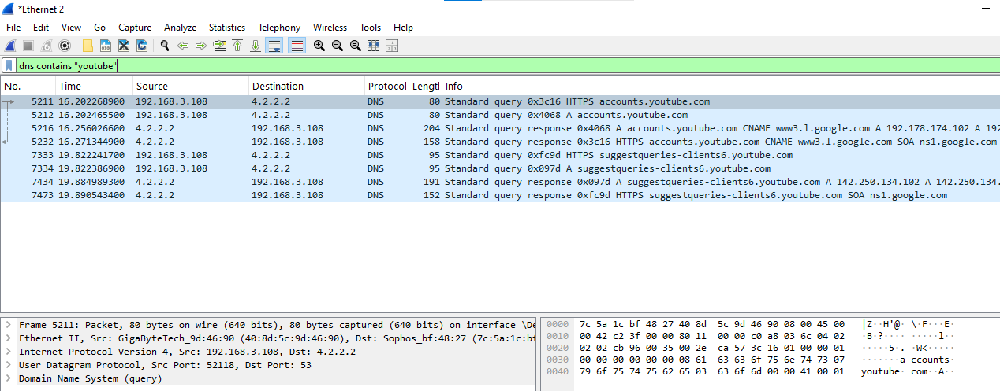 *Ethernet 2
File Edit View Go Capture Analyze Statistics Telephony Wireless Tools Help
dns contains "youtube"
No. Time Source Destination Protocol Lengtl Info
5211 16.202268900 192.168.3.108 4.2.2.2 DNS 80 Standard query 0x3c16 HTTPS accounts.youtube.com
5212 16.202465500 192.168.3.108 4.2.2.2 DNS 80 Standard query 0x4068 A accounts.youtube.com
5216 16.256026600 4.2.2.2 192.168.3.108 DNS 204 Standard query response 0x4068 A accounts.youtube.com CNAME www3.l.google.com A 192.178.174.102 A 192
5232 16.271344900 4.2.2.2 192.168.3.108 DNS 158 Standard query response 0x3c16 HTTPS accounts.youtube.com CNAME www3.l.google.com SOA ns1.google.com
7333 19.822241700 192.168.3.108 4.2.2.2 DNS 95 Standard query 0xfc9d HTTPS suggestqueries-clients6.youtube.com
7334 19.822386900 192.168.3.108 4.2.2.2 DNS 95 Standard query 0x097d A suggestqueries-clients6.youtube.com
7434 19.884989300 4.2.2.2 192.168.3.108 DNS 191 Standard query response 0x097d A suggestqueries-clients6.youtube.com A 142.250.134.102 A 142.250.134.
7473 19.890543400 4.2.2.2 192.168.3.108 DNS 152 Standard query response 0xfc9d HTTPS suggestqueries-clients6.youtube.com SOA ns1.google.com
Frame 5211: Packet, 80 bytes on wire (640 bits), 80 bytes captured (640 bits) on interface \De
Ethernet II, Src: GigaByteTech_9d:46:90 (40:8d:5c:9d:46:90), Dst: Sophos_bf:48:27 (7c:5a:1c:bf
Internet Protocol Version 4, Src: 192.168.3.108, Dst: 4.2.2.2
User Datagram Protocol, Src Port: 52118, Dst Port: 53
Domain Name System (query)
0000 7c 5a 1c bf 48 27 40 8d 5c 9d 46 90 08 00 45 00 |Z··H'@· \·F···E·
0010 00 42 c2 3f 00 00 80 11 00 00 c0 a8 03 6c 04 02 ·B·?···· ·····l··
0020 02 02 cb 96 00 35 00 2e ca 57 3c 16 01 00 00 01 ·····5·. ·W<·····
0030 00 00 00 00 00 00 08 61 63 63 6f 75 6e 74 73 07 ·······a ccounts·
0040 79 6f 75 74 75 62 65 03 63 6f 6d 00 00 41 00 01 youtube· com··A··